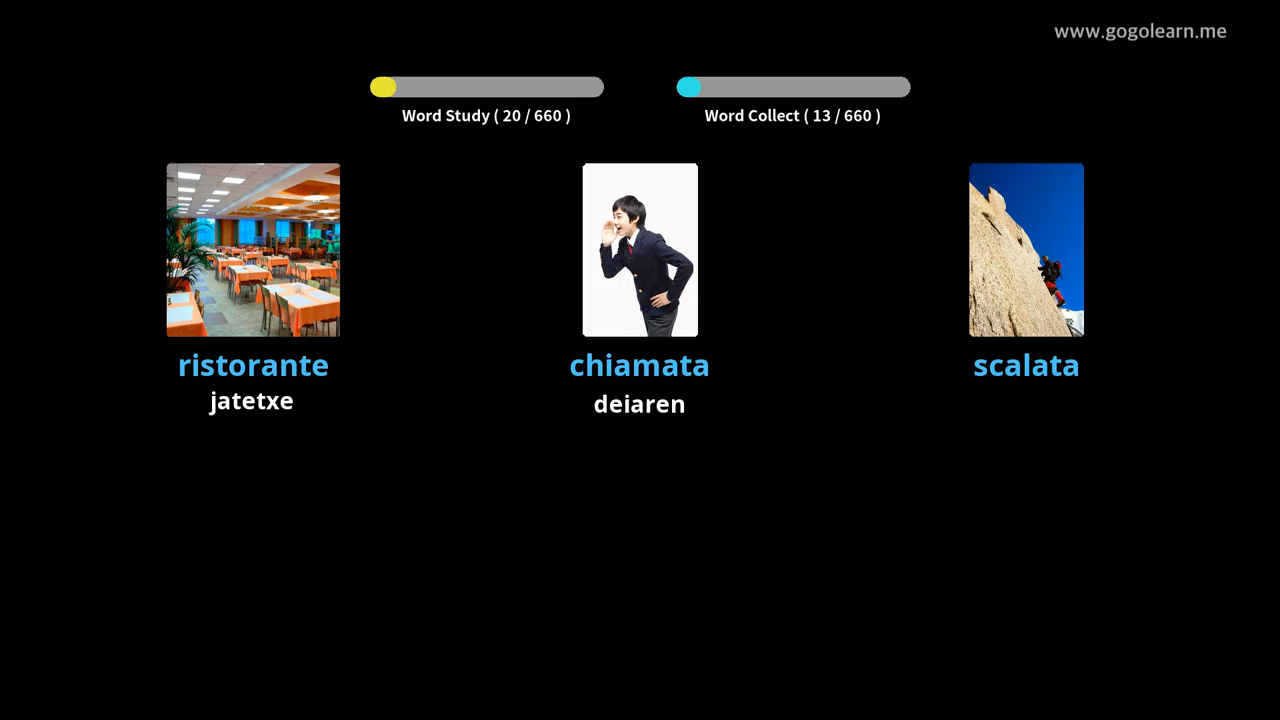 www.gogolearn.me
Word Study ( 20 / 660 )
Word Collect ( 13 / 660 )
ristorante
jatetxe
chiamata
deiaren
scalata